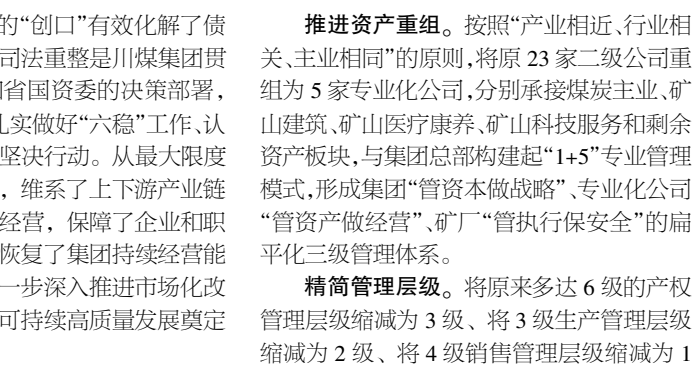 的“创口”有效化解了债
司法重整是川煤集团贯
省国资委的决策部署，
扎实做好“六稳”工作、认
坚决行动。从最大限度
，维系了上下游产业链
经营，保障了企业和职
恢复了集团持续经营能
一步深入推进市场化改
可持续高质量发展奠定
推进资产重组。按照“产业相近、行业相
关、主业相同”的原则，将原 23 家二级公司重
组为 5 家专业化公司，分别承接煤炭主业、矿
山建筑、矿山医疗康养、矿山科技服务和剩余
资产板块，与集团总部构建起“1+5”专业管理
模式，形成集团“管资本做战略”、专业化公司
“管资产做经营”、矿厂“管执行保安全”的扁
平化三级管理体系。
精简管理层级。将原来多达 6 级的产权
管理层级缩减为 3 级、将 3 级生产管理层级
缩减为 2 级、将 4 级销售管理层级缩减为 1